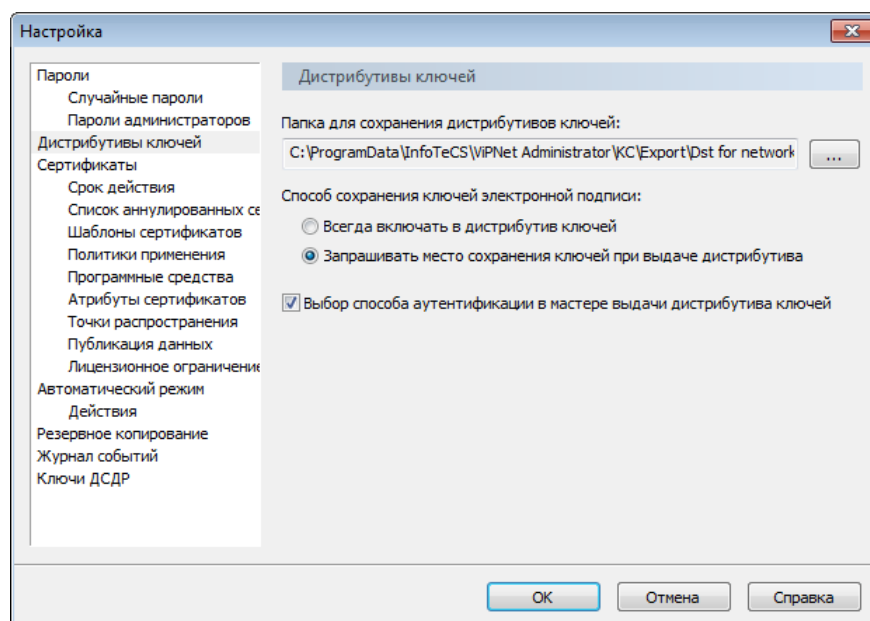 Настройка
Пароли
Случайные пароли
Пароли администраторов
Дистрибутивы ключей
Сертификаты
Срок действия
Список аннулированных се
Шаблоны сертификатов
Политики применения
Программные средства
Атрибуты сертификатов
Точки распространения
Публикация данных
Лицензионное ограничение
Автоматический режим
Действия
Резервное копирование
Журнал событий
Ключи ДСДР
Дистрибутивы ключей
Папка для сохранения дистрибутивов ключей:
C:\ProgramData\InfoTeCS\ViPNet Administrator\KC\Export\Dst for network
...
Способ сохранения ключей электронной подписи:
Всегда включать в дистрибутив ключей
Запрашивать место сохранения ключей при выдаче дистрибутива
Выбор способа аутентификации в мастере выдачи дистрибутива ключей
ОК
Отмена
Справка